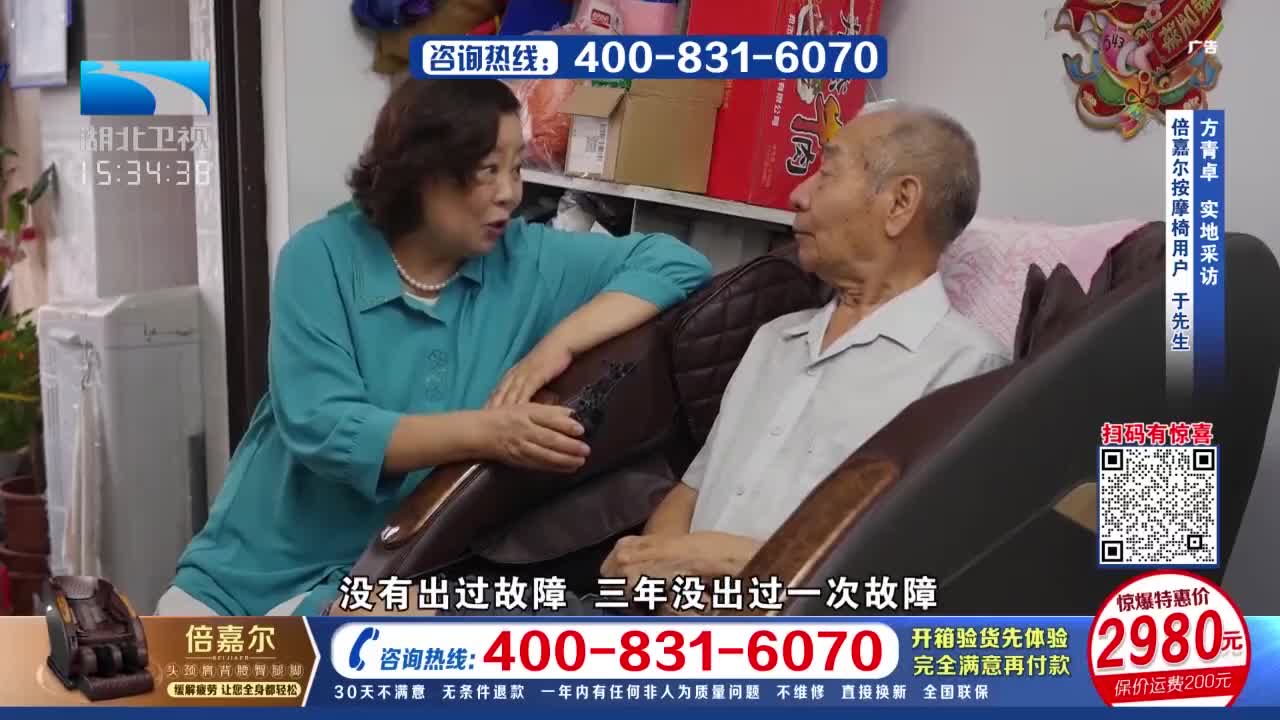 咨询热线: 400-831-6070
广告
湖北卫视
15:34:38
牛肉
方青卓 实地采访
倍嘉尔按摩椅用户 于先生
扫码有惊喜
没有出过故障 三年没出过一次故障
倍嘉尔
BEIJIAER
头颈肩背腰臀腿脚
缓解疲劳 让您全身都轻松
咨询热线: 400-831-6070
开箱验货先体验
完全满意再付款
惊爆特惠价
2980元
保价运费200元
30天不满意 无条件退款 一年内有任何非人为质量问题 不维修 直接换新 全国联保